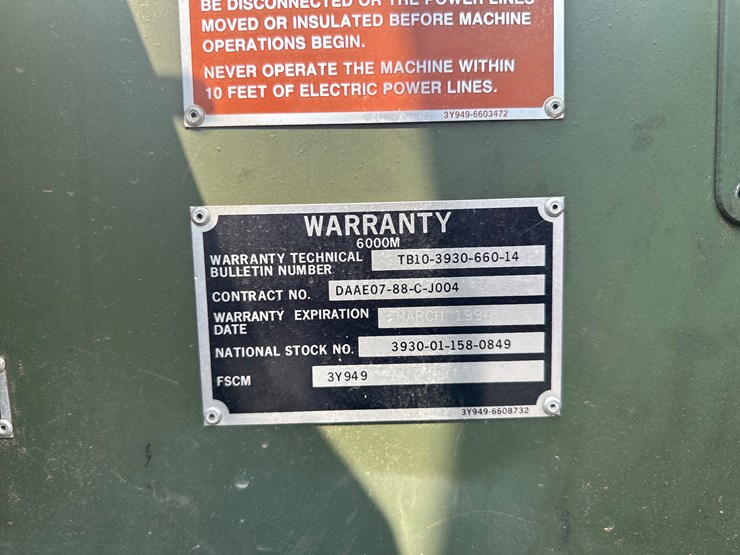 BE DISCONNECTED OR THE POWER LINES
MOVED OR INSULATED BEFORE MACHINE
OPERATIONS BEGIN.
NEVER OPERATE THE MACHINE WITHIN
10 FEET OF ELECTRIC POWER LINES.
3Y949-6603472
WARRANTY
6000M
WARRANTY TECHNICAL BULLETIN NUMBER TB10-3930-660-14
CONTRACT NO. DAAE07-88-C-J004
WARRANTY EXPIRATION DATE MARCH 1994
NATIONAL STOCK NO. 3930-01-158-0849
FSCM 3Y949
3Y949-6608732